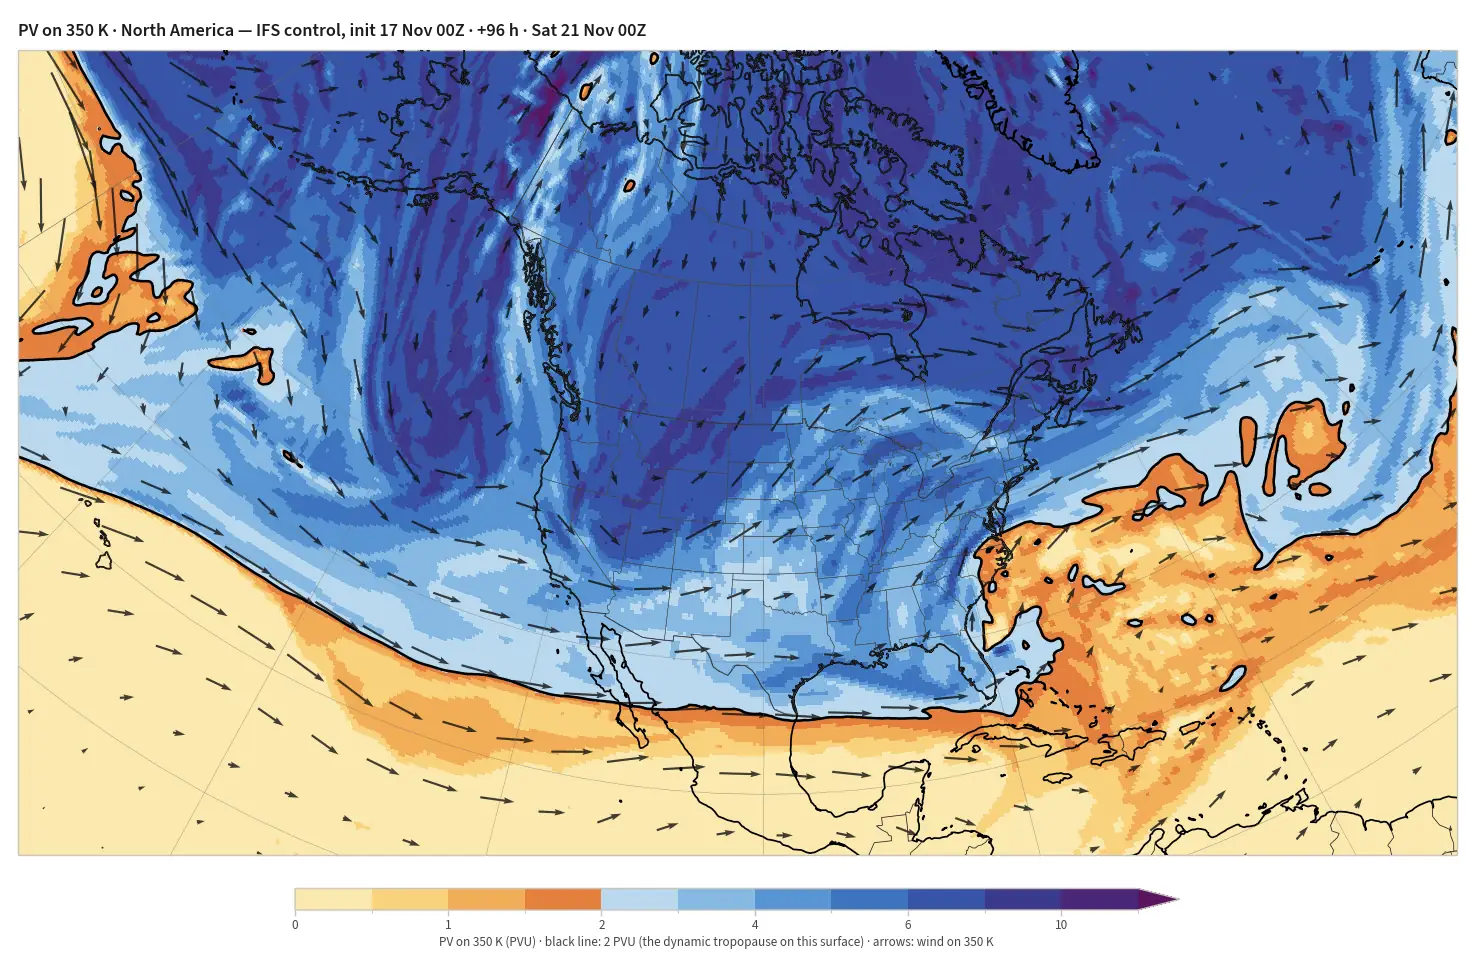 PV on 350 K · North America — IFS control, init 17 Nov 00Z · +96 h · Sat 21 Nov 00Z
0 1 2 4 6 10
PV on 350 K (PVU) · black line: 2 PVU (the dynamic tropopause on this surface) · arrows: wind on 350 K